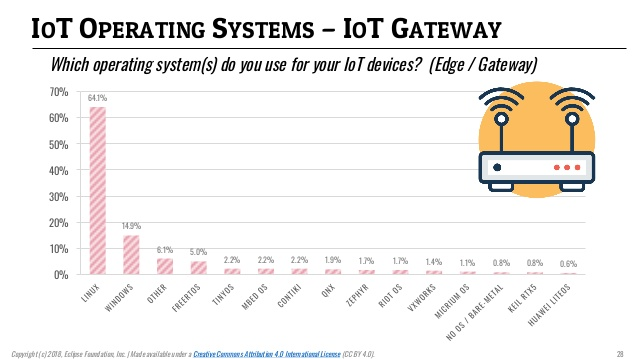 IOT OPERATING SYSTEMS – IOT GATEWAY
Which operating system(s) do you use for your IoT devices? (Edge / Gateway)
70%
60%
50%
40%
30%
20%
10%
0%
64.1%
14.9%
6.1%
5.0%
2.2%
2.2%
2.2%
1.9%
1.7%
1.7%
1.4%
1.1%
0.8%
0.8%
0.6%
LINUX
WINDOWS
OTHER
FREERTOS
TINYOS
MBED OS
CONTIKI
QNX
ZEPHYR
RIOT OS
VXWORKS
MICRIUM OS
NO OS / BARE-METAL
KEIL RTX5
HUAWEI LITEOS
Copyright (c) 2018, Eclipse Foundation, Inc. | Made available under a Creative Commons Attribution 4.0 International License (CC BY 4.0).
28